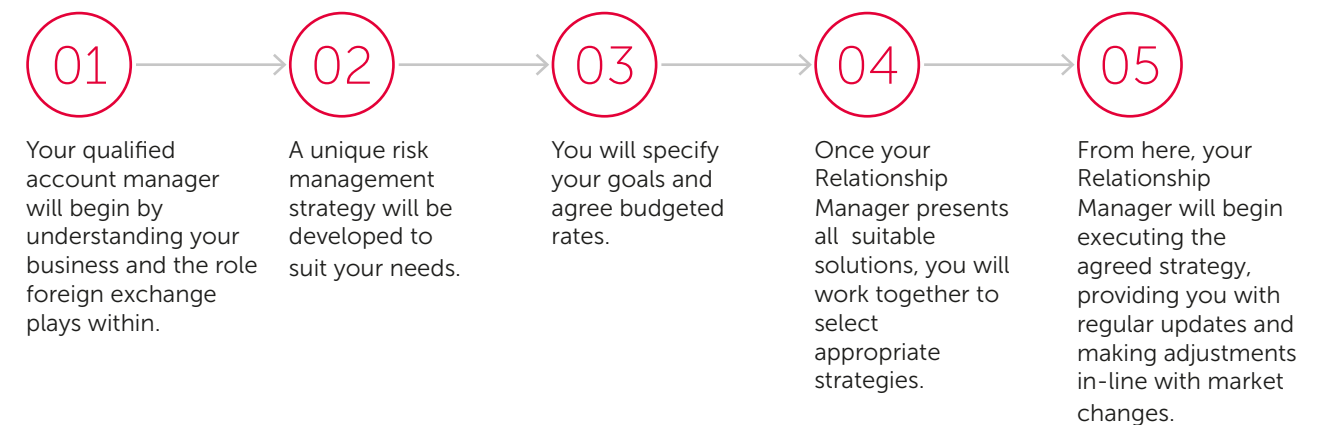 01
Your qualified
account manager
will begin by
understanding your
business and the role
foreign exchange
plays within.
02
A unique risk
management
strategy will be
developed to
suit your needs.
03
You will specify
your goals and
agree budgeted
rates.
04
Once your
Relationship
Manager presents
all  suitable
solutions, you will
work together to
select
appropriate
strategies.
05
From here, your
Relationship
Manager will begin
executing the
agreed strategy,
providing you with
regular updates and
making adjustments
in-line with market
changes.